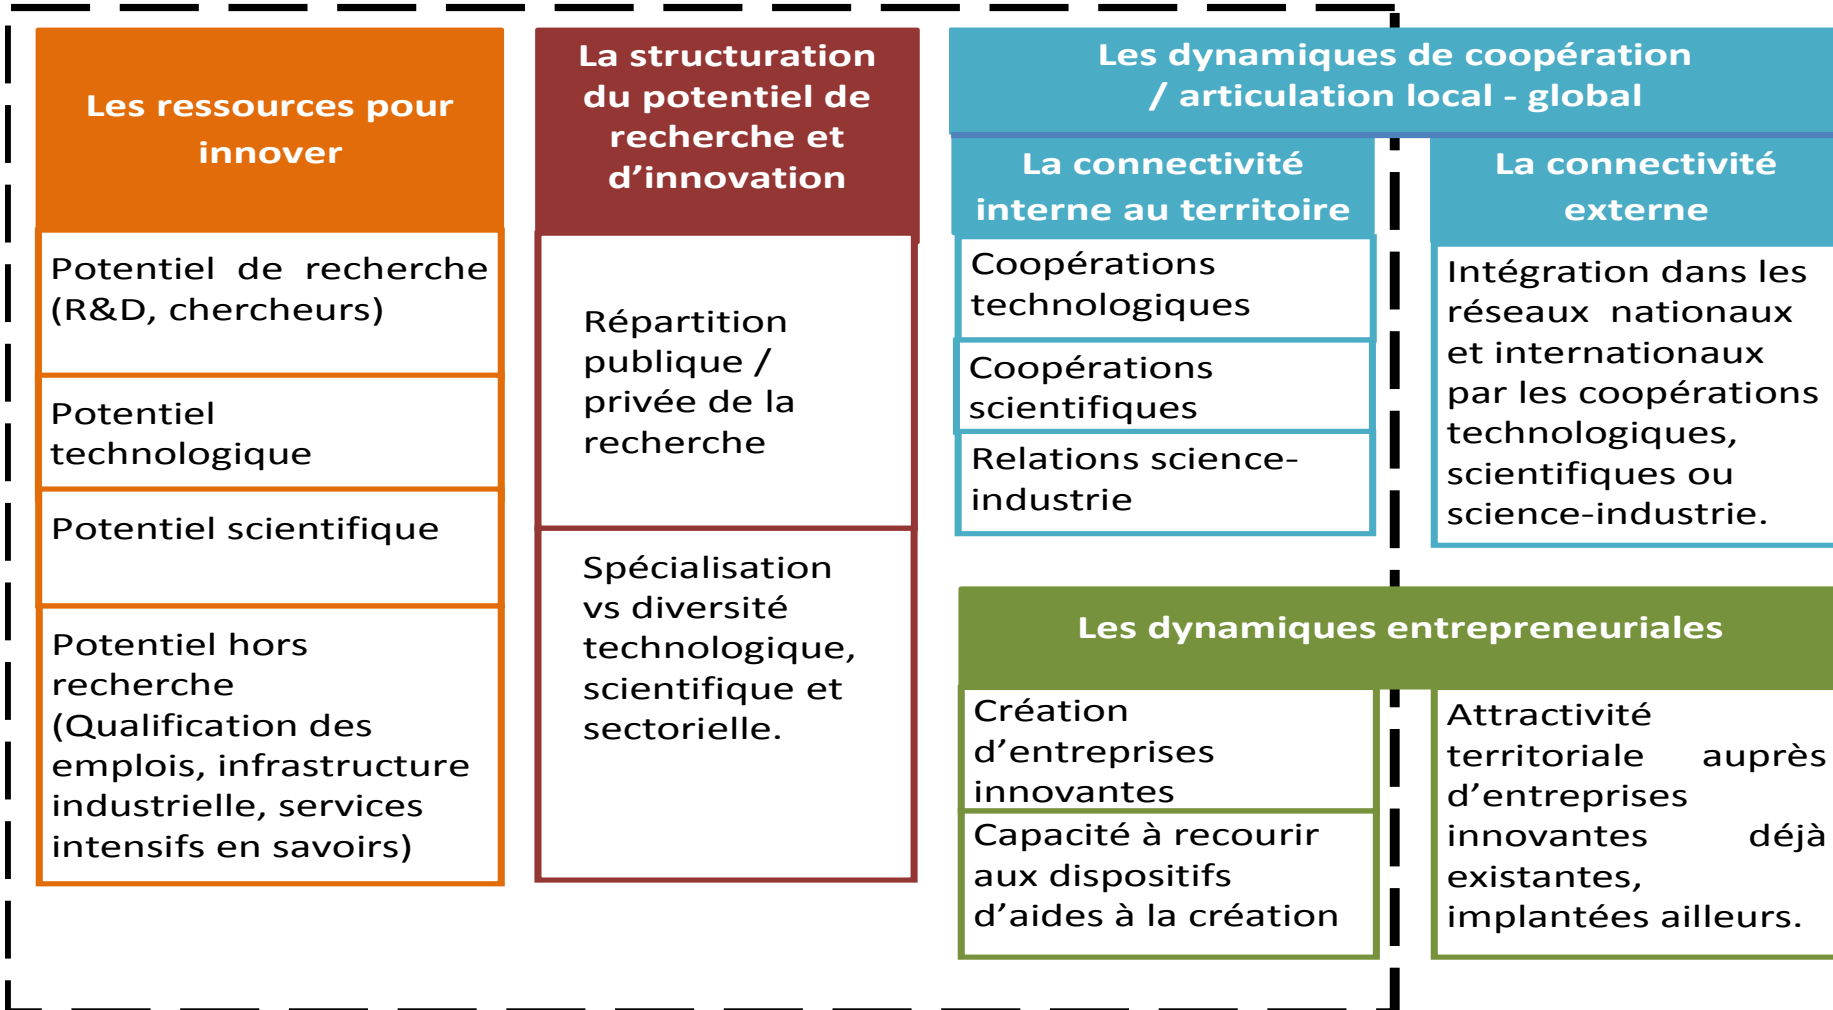 Les ressources pour
innover
Potentiel de recherche
(R&D, chercheurs)
Potentiel
technologique
Potentiel scientifique
Potentiel hors
recherche
(Qualification des
emplois, infrastructure
industrielle, services
intensifs en savoirs)
La structuration
du potentiel de
recherche et
d’innovation
Répartition
publique /
privée de la
recherche
Spécialisation
vs diversité
technologique,
scientifique et
sectorielle.
Les dynamiques de coopération
/ articulation local - global
La connectivité
interne au territoire
Coopérations
technologiques
Coopérations
scientifiques
Relations science-
industrie
La connectivité
externe
Intégration dans les
réseaux nationaux
et internationaux
par les coopérations
technologiques,
scientifiques ou
science-industrie.
Les dynamiques entrepreneuriales
Création
d’entreprises
innovantes
Capacité à recourir
aux dispositifs
d’aides à la création
Attractivité
territoriale auprès
d’entreprises
innovantes déjà
existantes,
implantées ailleurs.